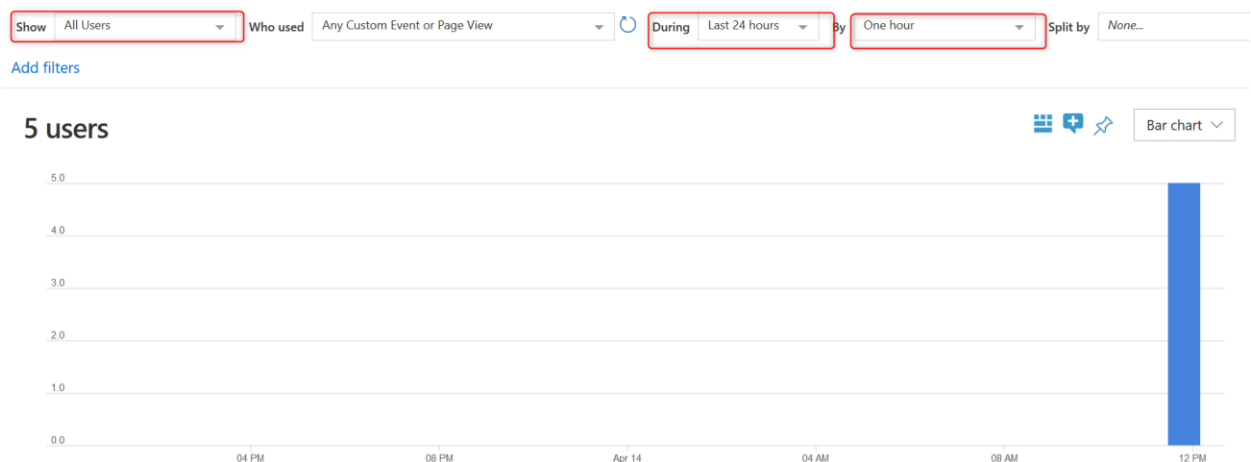 Show All Users Who used Any Custom Event or Page View During Last 24 hours By One hour Split by None...
Add filters
5 users Bar chart
5.0
4.0
3.0
2.0
1.0
0.0
04 PM 08 PM Apr 14 04 AM 08 AM 12 PM